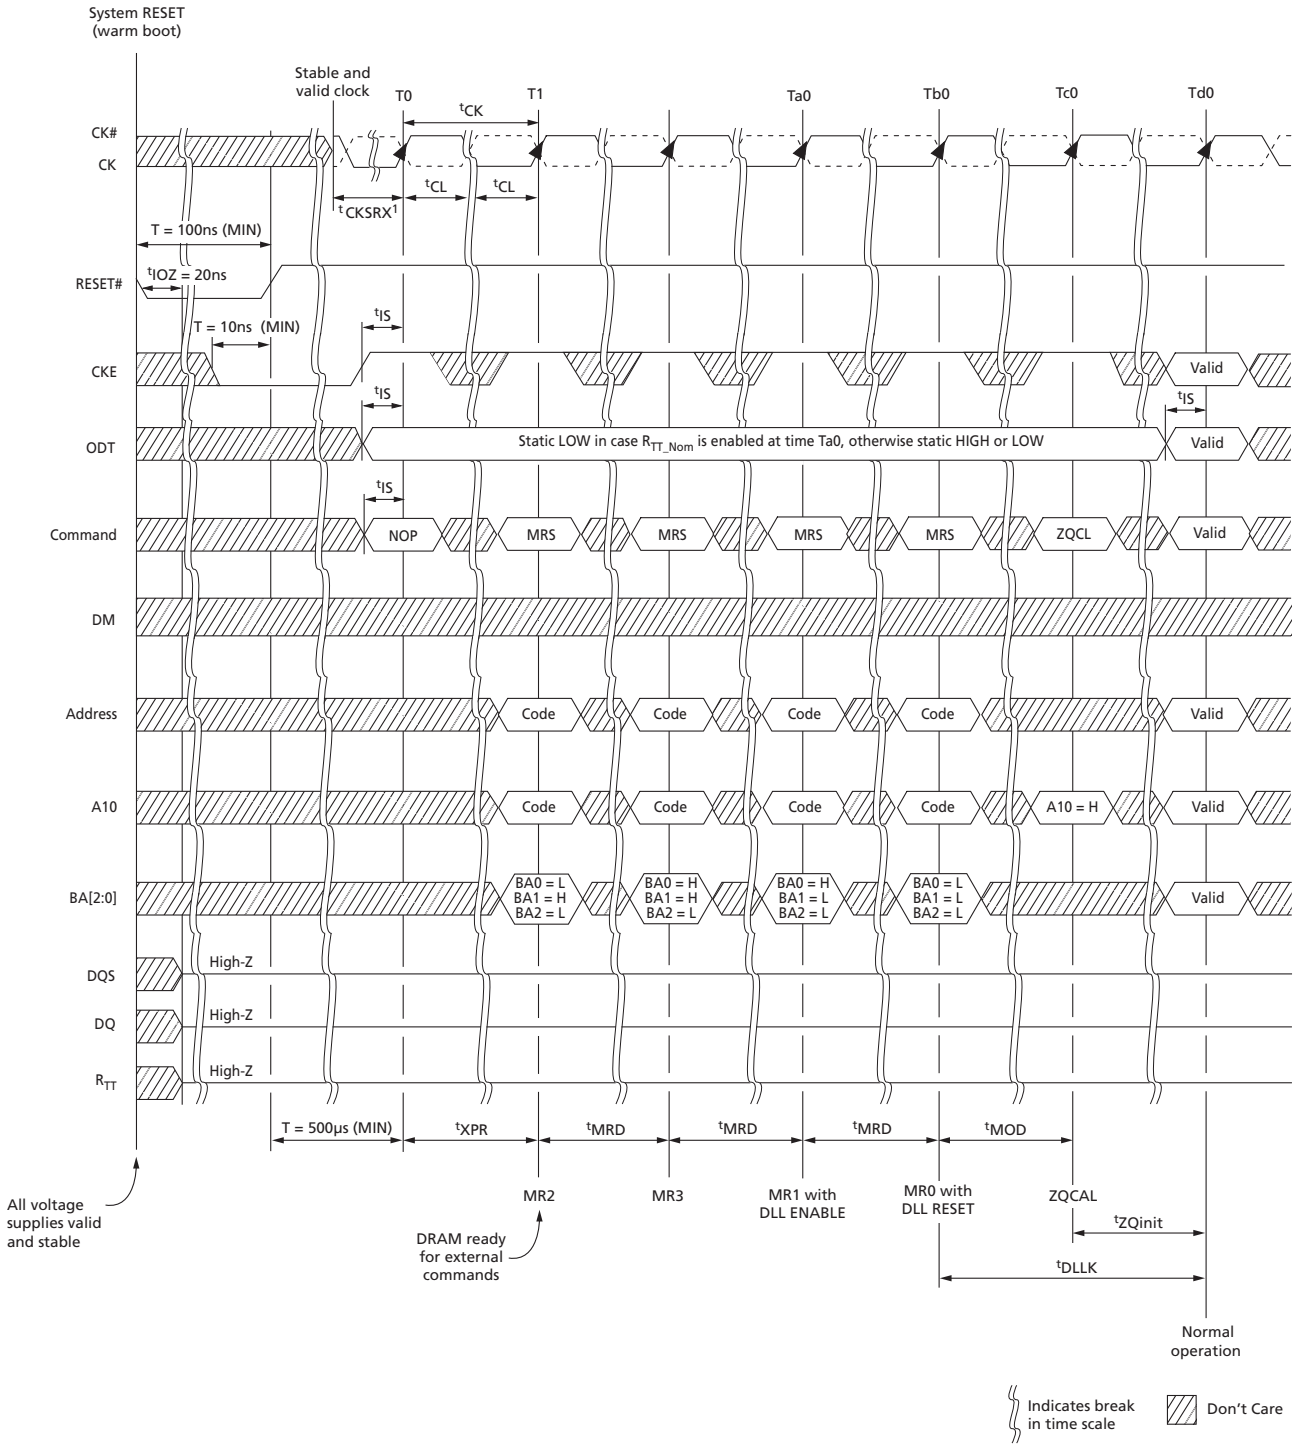 System RESET
(warm boot)
Stable and
valid clock
T0
T1
Ta0
Tb0
Tc0
Td0
tCK
CK#
CK
tCKSRX1
tCL
tCL
T = 100ns (MIN)
RESET#
tIOZ = 20ns
T = 10ns (MIN)
tIS
CKE
Valid
tIS
tIS
ODT
Static LOW in case RTT_Nom is enabled at time Ta0, otherwise static HIGH or LOW
Valid
tIS
Command
NOP
MRS
MRS
MRS
MRS
ZQCL
Valid
DM
Address
Code
Code
Code
Code
Valid
A10
Code
Code
Code
Code
A10 = H
Valid
BA[2:0]
BA0 = L
BA1 = H
BA2 = L
BA0 = H
BA1 = H
BA2 = L
BA0 = H
BA1 = L
BA2 = L
BA0 = L
BA1 = L
BA2 = L
Valid
DQS
High-Z
DQ
High-Z
RTT
High-Z
T = 500μs (MIN)
tXPR
tMRD
tMRD
tMRD
tMOD
All voltage
supplies valid
and stable
MR2
MR3
MR1 with
DLL ENABLE
MR0 with
DLL RESET
ZQCAL
DRAM ready
for external
commands
tZQinit
tDLLK
Normal
operation
Indicates break
in time scale
Don't Care